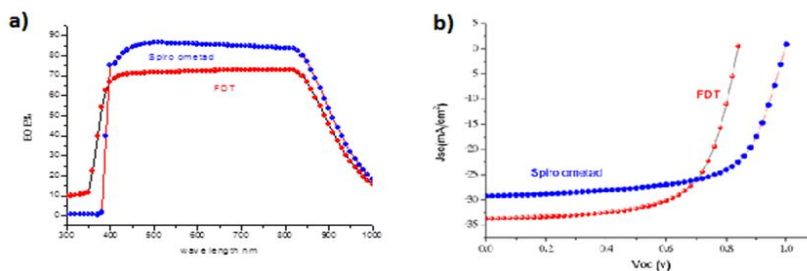 a)
90
80
70
60
50
40
30
20
10
0
EQ E%
Spiro ometad
FDT
300 400 500 600 700 800 900 1000
wave length nm
b)
5
0
-5
-10
-15
-20
-25
-30
-35
Jsc(mA/cm²)
FDT
Spiro ometad
0.0 0.2 0.4 0.6 0.8 1.0
Voc (v)